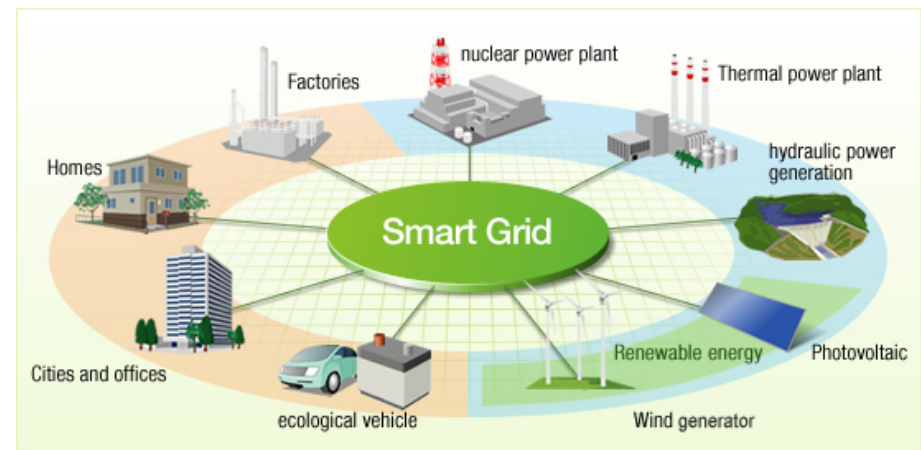 nuclear power plant
Factories
Thermal power plant
Homes
hydraulic power
generation
Smart Grid
Renewable energy
Photovoltaic
Cities and offices
ecological vehicle
Wind generator